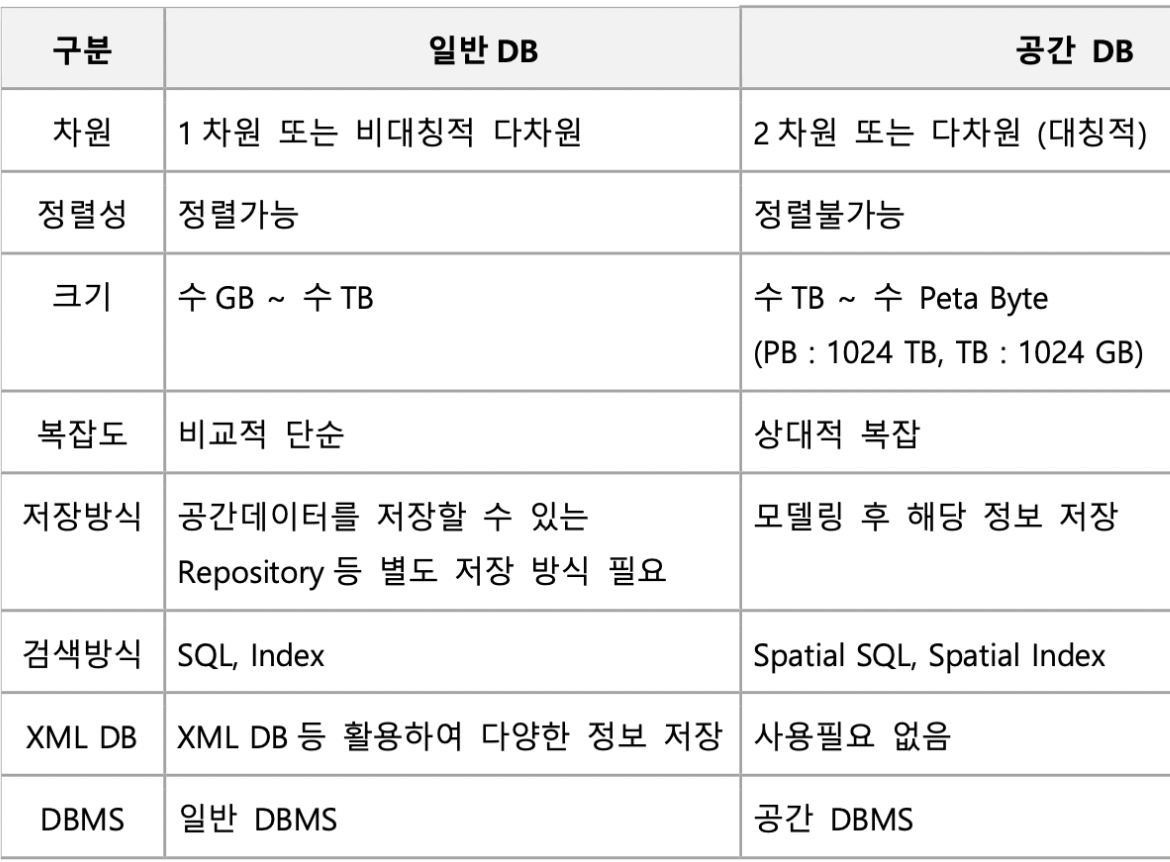 구분 일반 DB 공간 DB
차원 1 차원 또는 비대칭적 다차원 2 차원 또는 다차원 (대칭적)
정렬성 정렬가능 정렬불가능
크기 수 GB ~ 수 TB 수 TB ~ 수 Peta Byte
(PB : 1024 TB, TB : 1024 GB)
복잡도 비교적 단순 상대적 복잡
저장방식 공간데이터를 저장할 수 있는 모델링 후 해당 정보 저장
Repository 등 별도 저장 방식 필요
검색방식 SQL, Index Spatial SQL, Spatial Index
XML DB XML DB 등 활용하여 다양한 정보 저장 사용필요 없음
DBMS 일반 DBMS 공간 DBMS